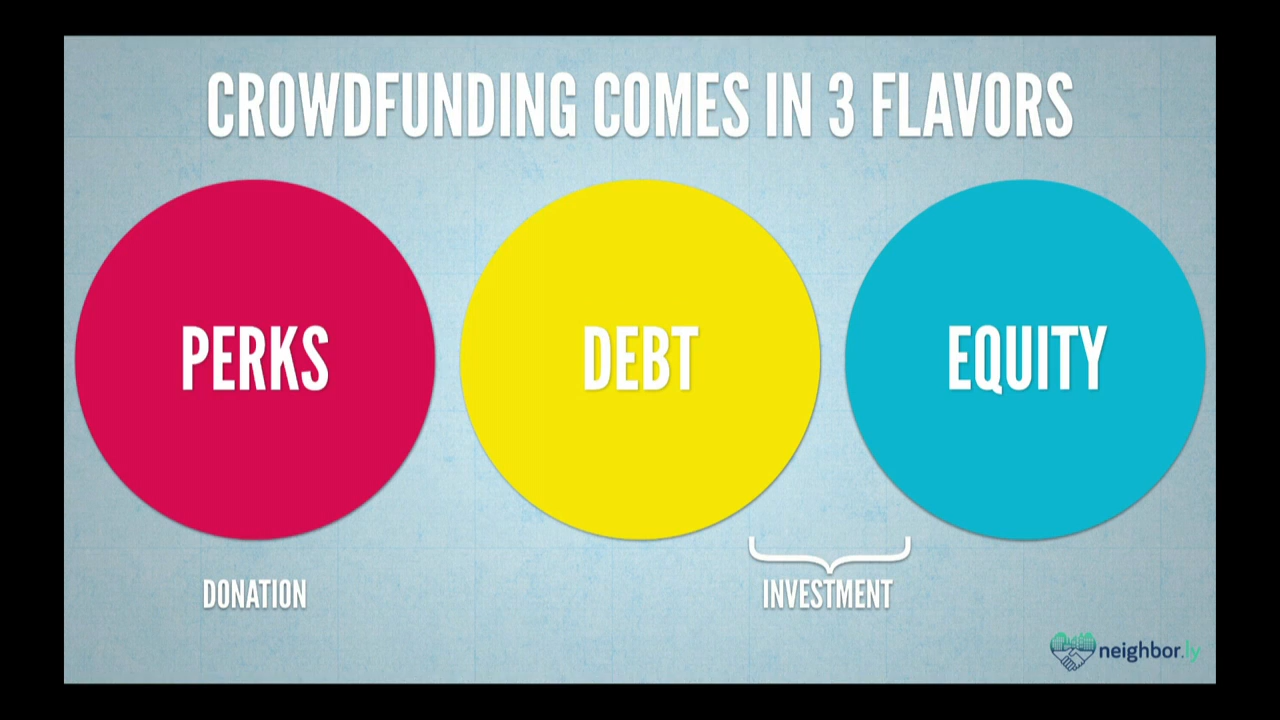 CROWDFUNDING COMES IN 3 FLAVORS
PERKS
DEBT
EQUITY
DONATION
INVESTMENT
neighbor.ly